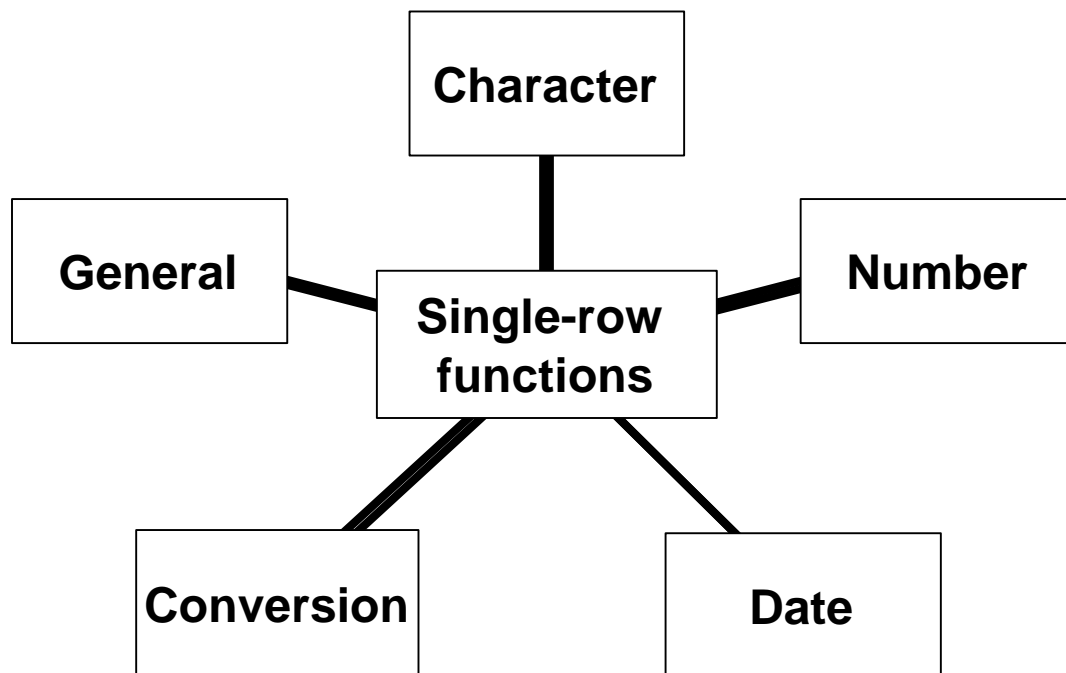 Character
General
Number
Single-row
functions
Conversion
Date